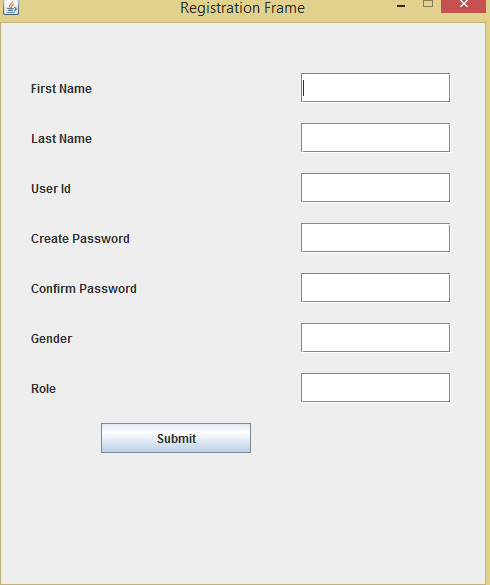 Registration Frame
First Name
Last Name
User Id
Create Password
Confirm Password
Gender
Role
Submit